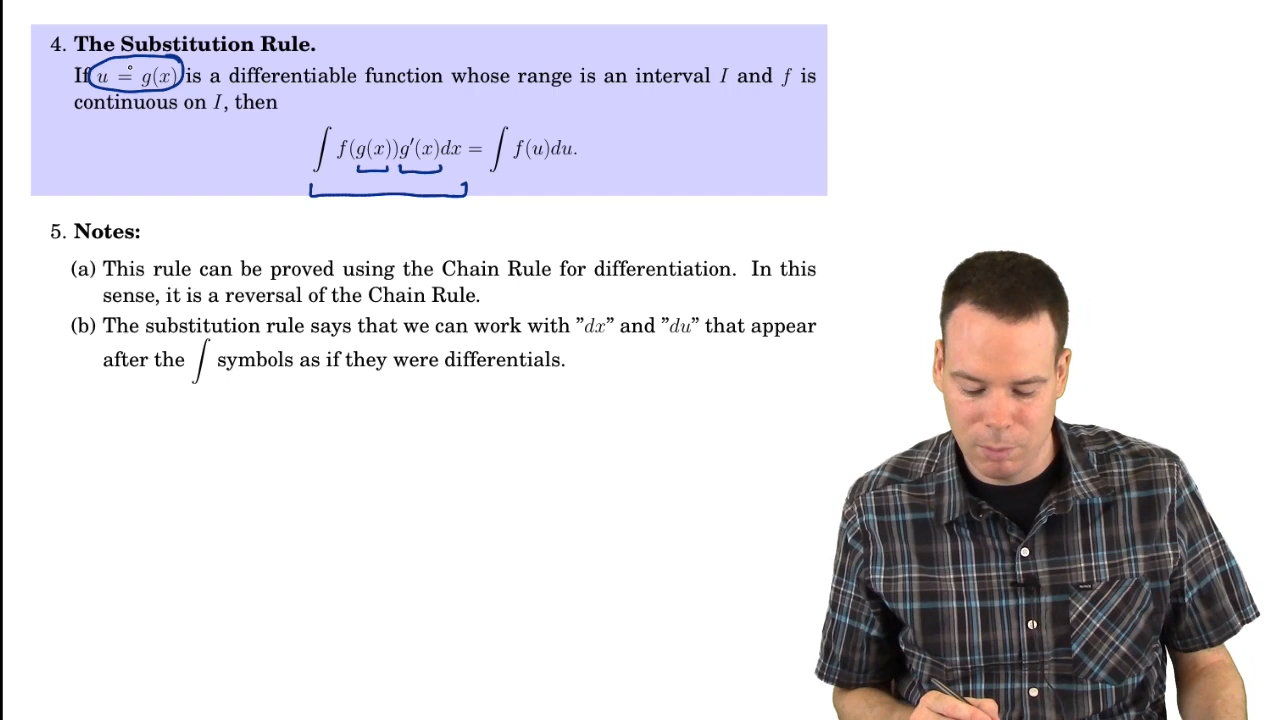 4. The Substitution Rule.
If u = g(x) is a differentiable function whose range is an interval I and f is
continuous on I, then
∫ f(g(x))g′(x)dx = ∫ f(u)du.
5. Notes:
(a) This rule can be proved using the Chain Rule for differentiation. In this
sense, it is a reversal of the Chain Rule.
(b) The substitution rule says that we can work with ”dx” and ”du” that appear
after the ∫ symbols as if they were differentials.